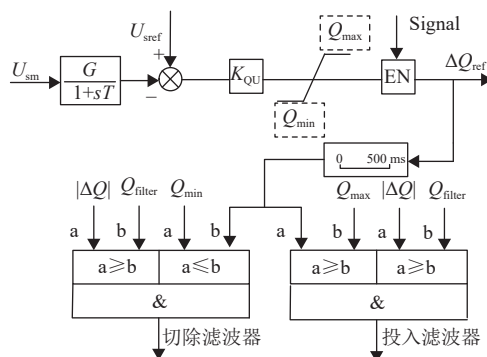 U_sref
Q_max
Signal
U_sm
G
1+sT
+
−
K_QU
EN
ΔQ_ref
Q_min
0 500 ms
|ΔQ| Q_filter Q_min
Q_max |ΔQ| Q_filter
a b a b a b a b
a≥b a≤b a≥b a≥b
& &
切除滤波器 投入滤波器